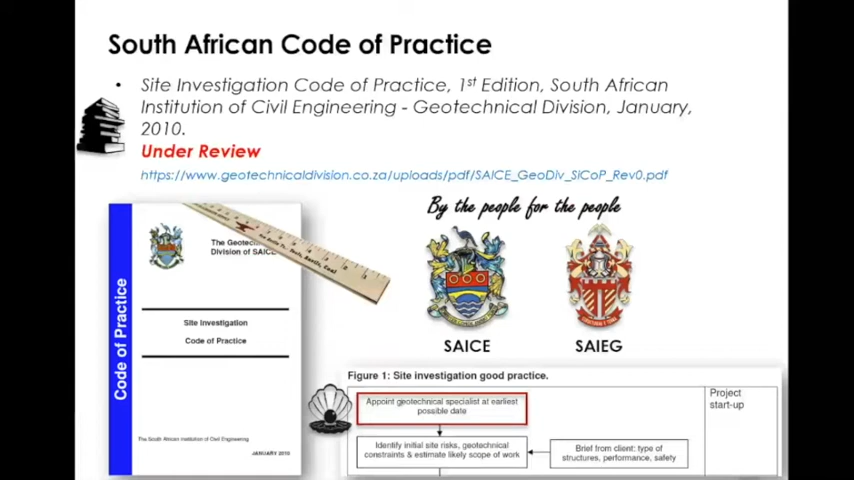 South African Code of Practice
• Site Investigation Code of Practice, 1st Edition, South African
Institution of Civil Engineering - Geotechnical Division, January,
2010.
Under Review
https://www.geotechnicaldivision.co.za/uploads/pdf/SAICE_GeoDiv_SiCoP_Rev0.pdf
By the people for the people
The Geotec
Division of SAICE
Code of Practice
Site Investigation
Code of Practice
The South African Institution of Civil Engineering
JANUARY 2010
SAICE
SAIEG
Figure 1: Site investigation good practice.
Appoint geotechnical specialist at earliest
possible date
Project
start-up
Identify initial site risks, geotechnical
constraints & estimate likely scope of work
Brief from client: type of
structures, performance, safety